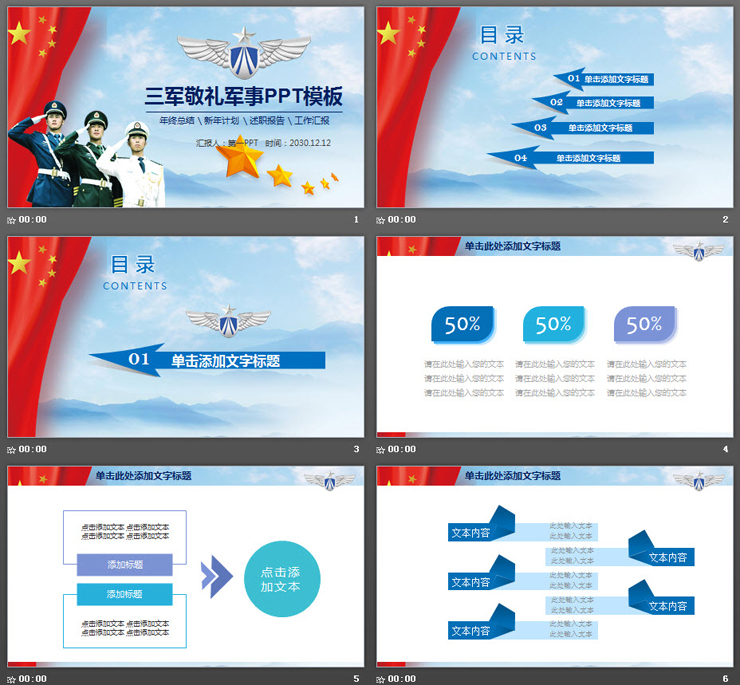 三军敬礼军事PPT模板
年终总结 \ 新年计划 \ 述职报告 \ 工作汇报
汇报人：第一PPT 时间：2030.12.12
00:00
1
目录
CONTENTS
01 单击添加文字标题
02 单击添加文字标题
03 单击添加文字标题
04 单击添加文字标题
00:00
2
目录
CONTENTS
01 单击添加文字标题
00:00
3
单击此处添加文字标题
50% 50% 50%
请在此处输入您的文本 请在此处输入您的文本 请在此处输入您的文本
请在此处输入您的文本 请在此处输入您的文本 请在此处输入您的文本
请在此处输入您的文本 请在此处输入您的文本 请在此处输入您的文本
00:00
4
单击此处添加文字标题
点击添加文本 点击添加文本
点击添加文本 点击添加文本
添加标题
添加标题
点击添加文本 点击添加文本
点击添加文本 点击添加文本
点击添
加文本
00:00
5
单击此处添加文字标题
文本内容
此处输入文本
此处输入文本
此处输入文本
此处输入文本
文本内容
文本内容
此处输入文本
此处输入文本
此处输入文本
此处输入文本
文本内容
文本内容
此处输入文本
此处输入文本
00:00
6